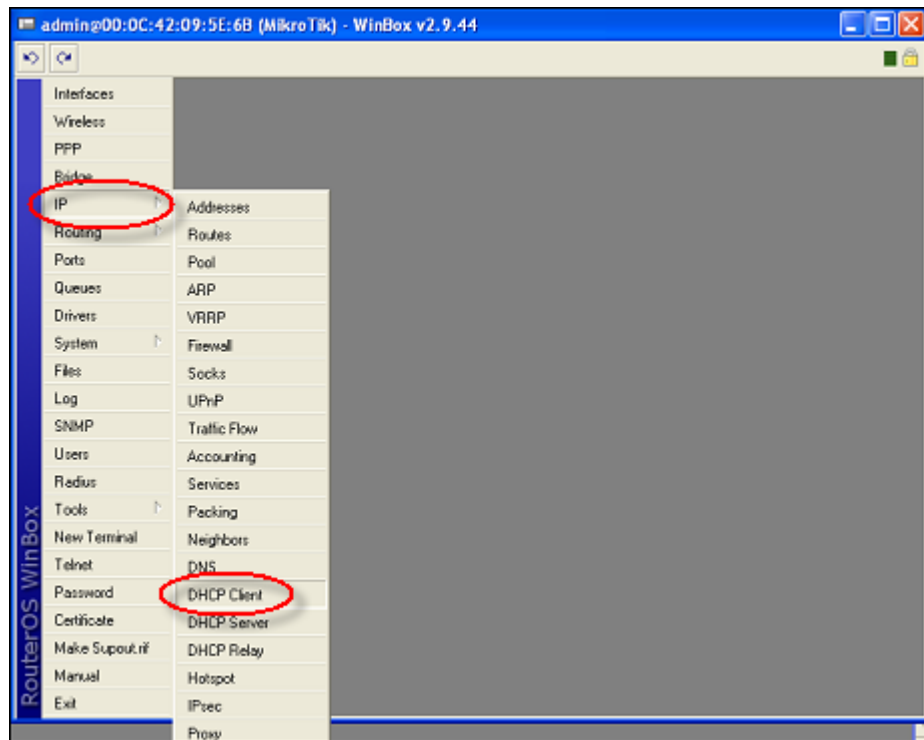 admin@00:0C:42:09:5E:6B (MikroTik) - WinBox v2.9.44
Interfaces
Wireless
PPP
Bridge
IP
Routing
Ports
Queues
Drivers
System
Files
Log
SNMP
Users
Radius
Tools
New Terminal
Telnet
Password
Certificate
Make Supout.rif
Manual
Exit
Addresses
Routes
Pool
ARP
VRRP
Firewall
Socks
UPnP
Traffic Flow
Accounting
Services
Packing
Neighbors
DNS
DHCP Client
DHCP Server
DHCP Relay
Hotspot
IPsec
Proxy
RouterOS WinBox